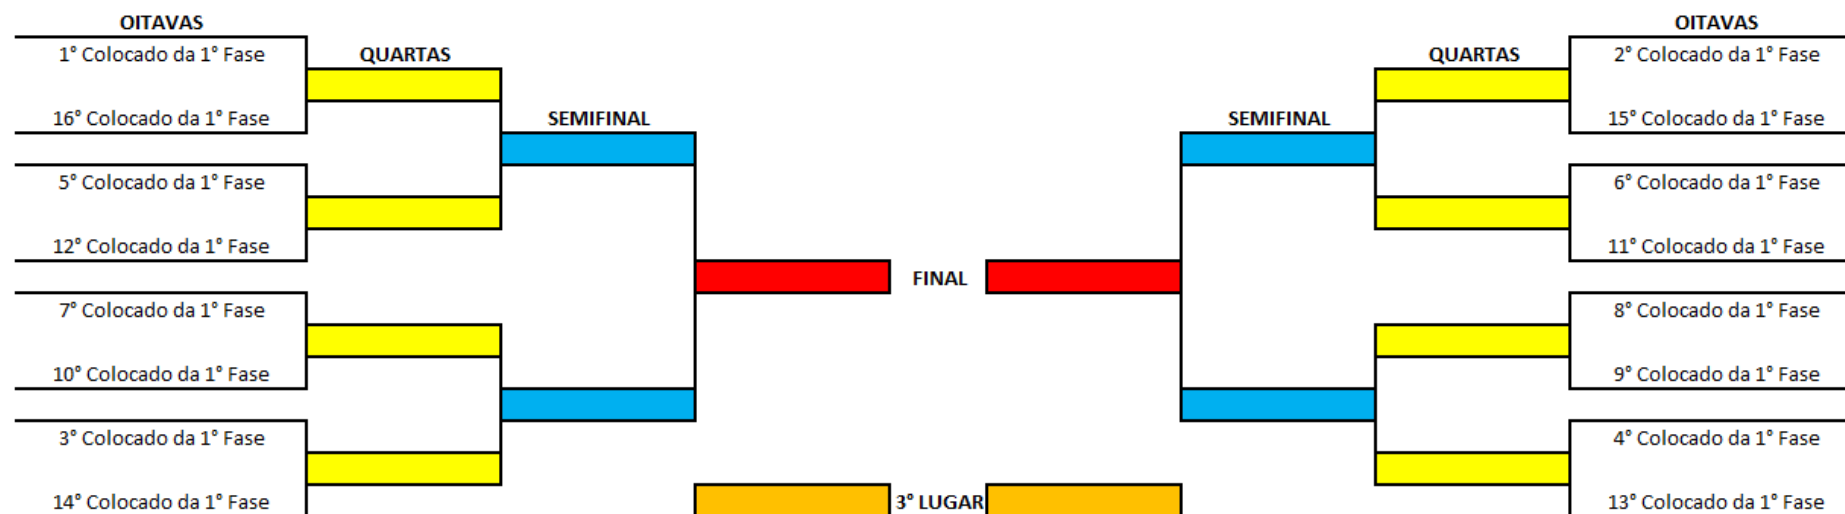 OITAVAS
1° Colocado da 1° Fase
QUARTAS
16° Colocado da 1° Fase
SEMIFINAL
5° Colocado da 1° Fase
12° Colocado da 1° Fase
7° Colocado da 1° Fase
10° Colocado da 1° Fase
3° Colocado da 1° Fase
14° Colocado da 1° Fase
FINAL
3° LUGAR
OITAVAS
QUARTAS
2° Colocado da 1° Fase
SEMIFINAL
15° Colocado da 1° Fase
6° Colocado da 1° Fase
11° Colocado da 1° Fase
8° Colocado da 1° Fase
9° Colocado da 1° Fase
4° Colocado da 1° Fase
13° Colocado da 1° Fase